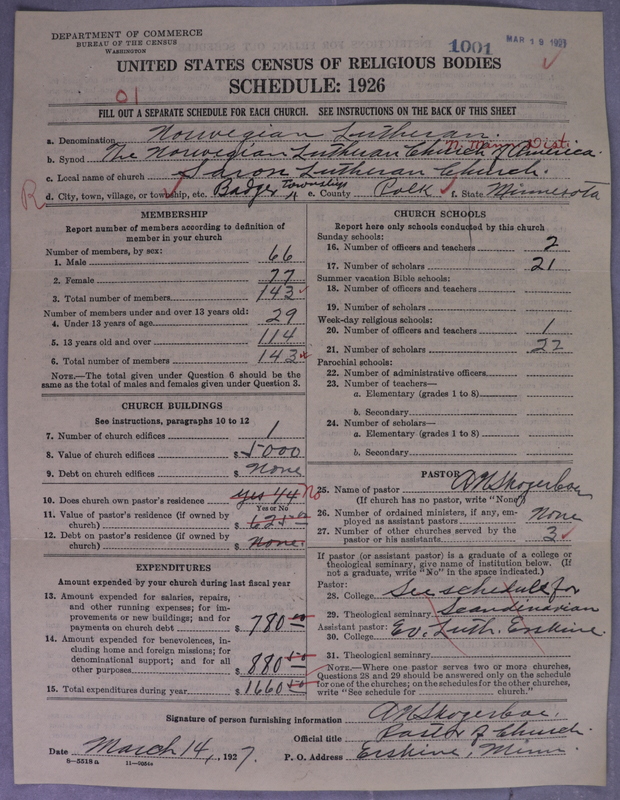 DEPARTMENT OF COMMERCE
BUREAU OF THE CENSUS
WASHINGTON
1001
MAR 19 1927
UNITED STATES CENSUS OF RELIGIOUS BODIES
SCHEDULE: 1926
01
FILL OUT A SEPARATE SCHEDULE FOR EACH CHURCH. SEE INSTRUCTIONS ON THE BACK OF THIS SHEET
a. Denomination Norwegian Lutheran.
N. Minn. Dist.
b. Synod The Norwegian Lutheran Church of America.
c. Local name of church Saron Lutheran Church.
R d. City, town, village, or township, etc. Badger township e. County Polk f. State Minnesota
MEMBERSHIP
Report number of members according to definition of member in your church
Number of members, by sex:
1. Male 66
2. Female 77
3. Total number of members 143
Number of members under and over 13 years old:
4. Under 13 years of age 29
5. 13 years old and over 114
6. Total number of members 143
NOTE.—The total given under Question 6 should be the same as the total of males and females given under Question 3.
CHURCH BUILDINGS
See instructions, paragraphs 10 to 12
7. Number of church edifices 1
8. Value of church edifices $ 5000
9. Debt on church edifices $ None
10. Does church own pastor's residence yes 44 No
Yes or No
11. Value of pastor's residence (if owned by church) $ 625.00
12. Debt on pastor's residence (if owned by church) $ None.
EXPENDITURES
Amount expended by your church during last fiscal year
13. Amount expended for salaries, repairs, and other running expenses; for improvements or new buildings; and for payments on church debt $ 780 00
14. Amount expended for benevolences, including home and foreign missions; for denominational support; and for all other purposes $ 880 50
15. Total expenditures during year $ 1660 50
CHURCH SCHOOLS
Report here only schools conducted by this church
Sunday schools:
16. Number of officers and teachers 2
17. Number of scholars 21
Summer vacation Bible schools:
18. Number of officers and teachers
19. Number of scholars
Week-day religious schools:
20. Number of officers and teachers 1
21. Number of scholars 22
Parochial schools:
22. Number of administrative officers
23. Number of teachers—
a. Elementary (grades 1 to 8)
b. Secondary
24. Number of scholars—
a. Elementary (grades 1 to 8)
b. Secondary
PASTOR
25. Name of pastor A N Skogerboe
(If church has no pastor, write "None")
26. Number of ordained ministers, if any, employed as assistant pastors None
27. Number of other churches served by the pastor or his assistants 3
If pastor (or assistant pastor) is a graduate of a college or theological seminary, give name of institution below. (If not a graduate, write "No" in the space indicated.)
Pastor:
28. College See schedule for
29. Theological seminary Scandinavian
Assistant pastor:
30. College Ev. Luth. Erskine.
31. Theological seminary
NOTE.—Where one pastor serves two or more churches, Questions 28 and 29 should be answered only on the schedule for one of the churches; on the schedules for the other churches, write "See schedule for church."
Signature of person furnishing information A N Skogerboe.
Official title Pastor of Church.
Date March 14, 1927.
P. O. Address Erskine, Minn.
8—5518 a 11—9054